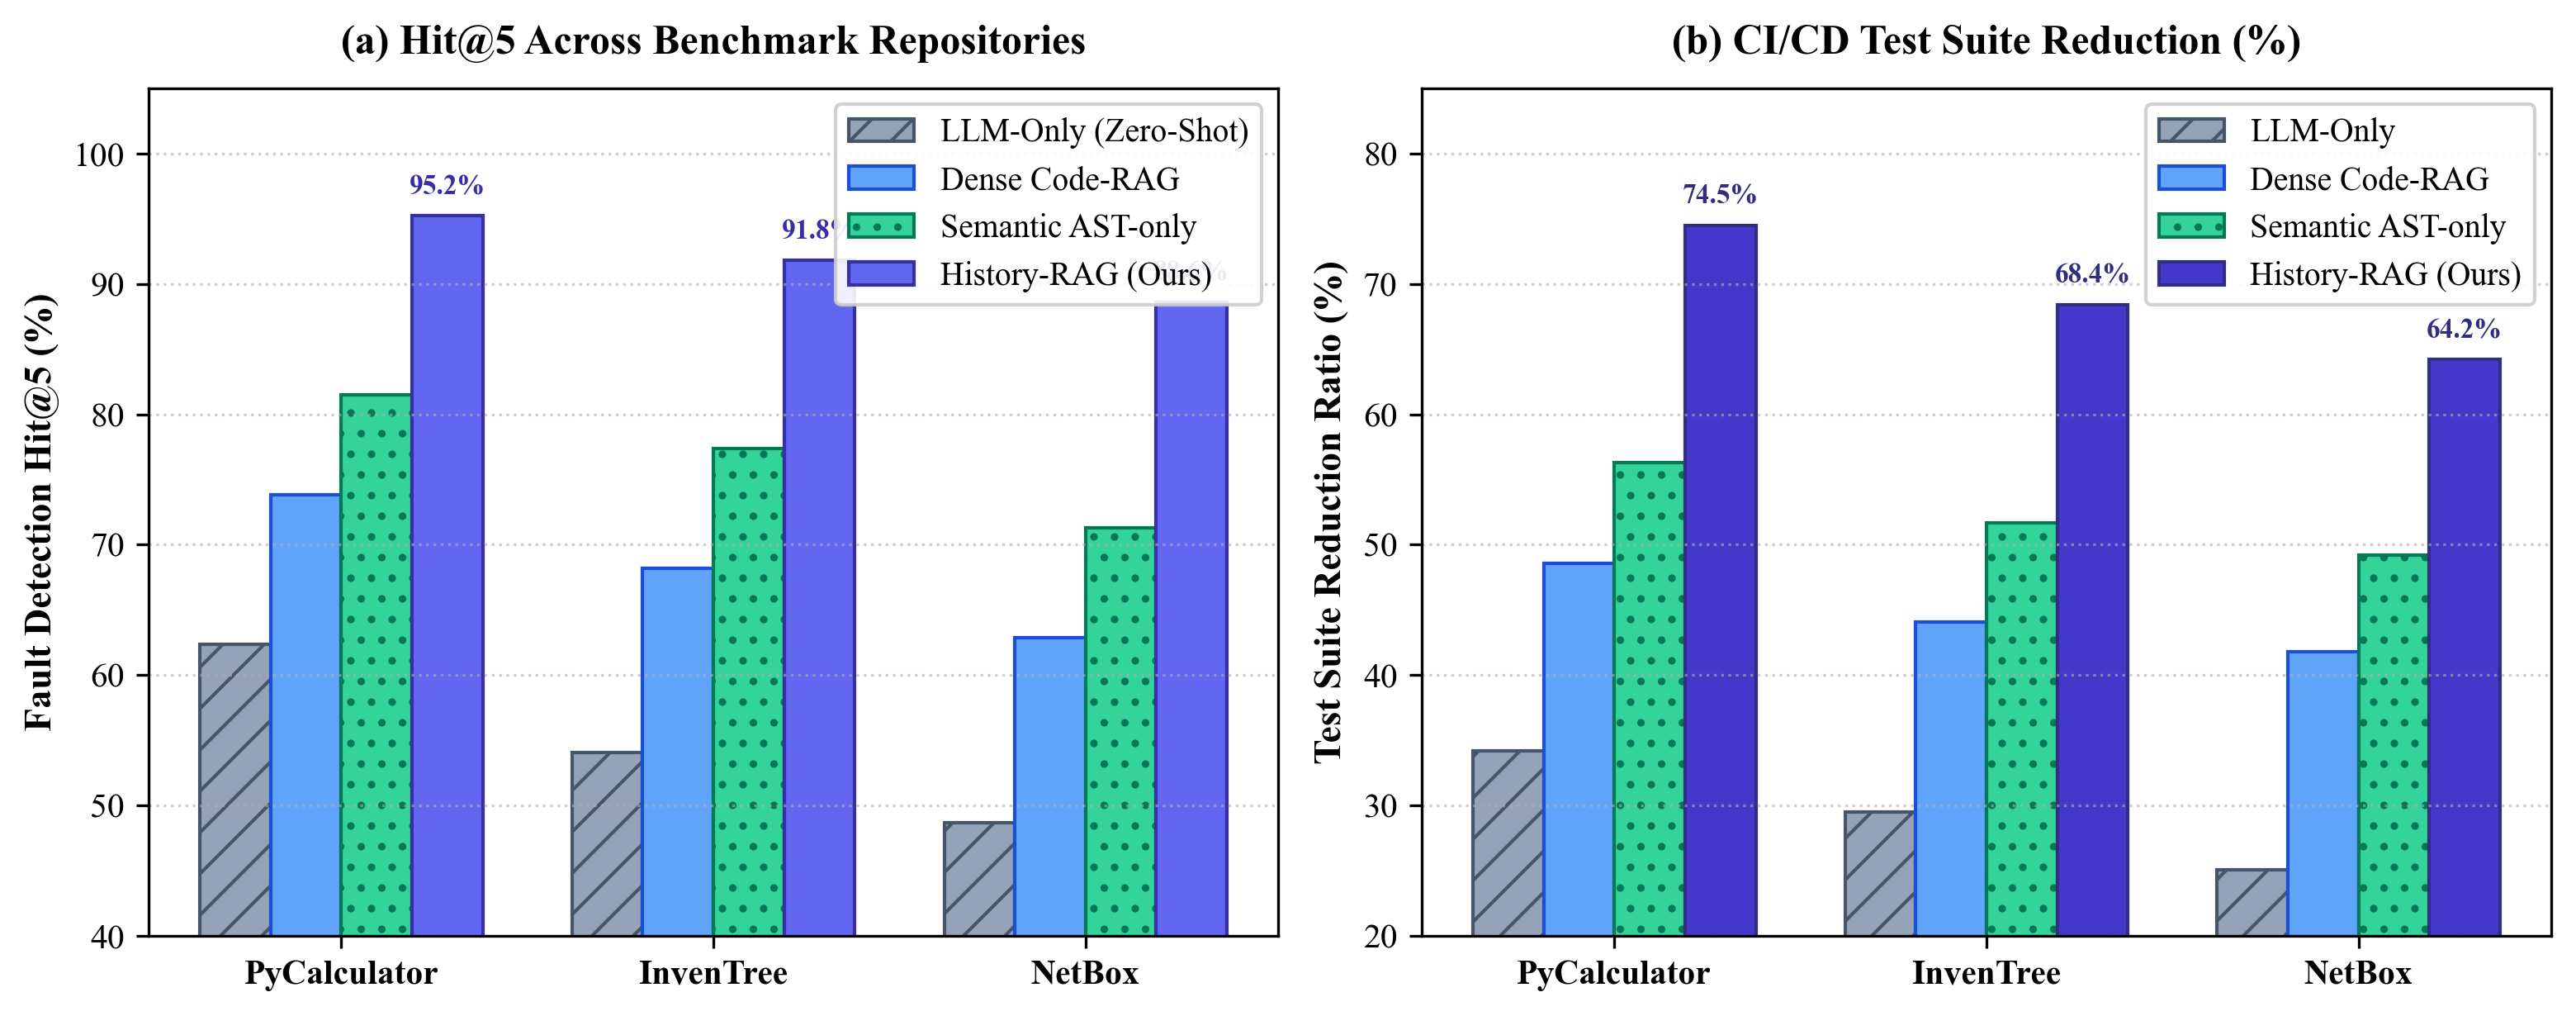 (a) Hit@5 Across Benchmark Repositories
Fault Detection Hit@5 (%)
100
90
80
70
60
50
40
95.2%
91.8%
LLM-Only (Zero-Shot)
Dense Code-RAG
Semantic AST-only
History-RAG (Ours)
PyCalculator
InvenTree
NetBox
(b) CI/CD Test Suite Reduction (%)
Test Suite Reduction Ratio (%)
80
70
60
50
40
30
20
74.5%
68.4%
64.2%
LLM-Only
Dense Code-RAG
Semantic AST-only
History-RAG (Ours)
PyCalculator
InvenTree
NetBox